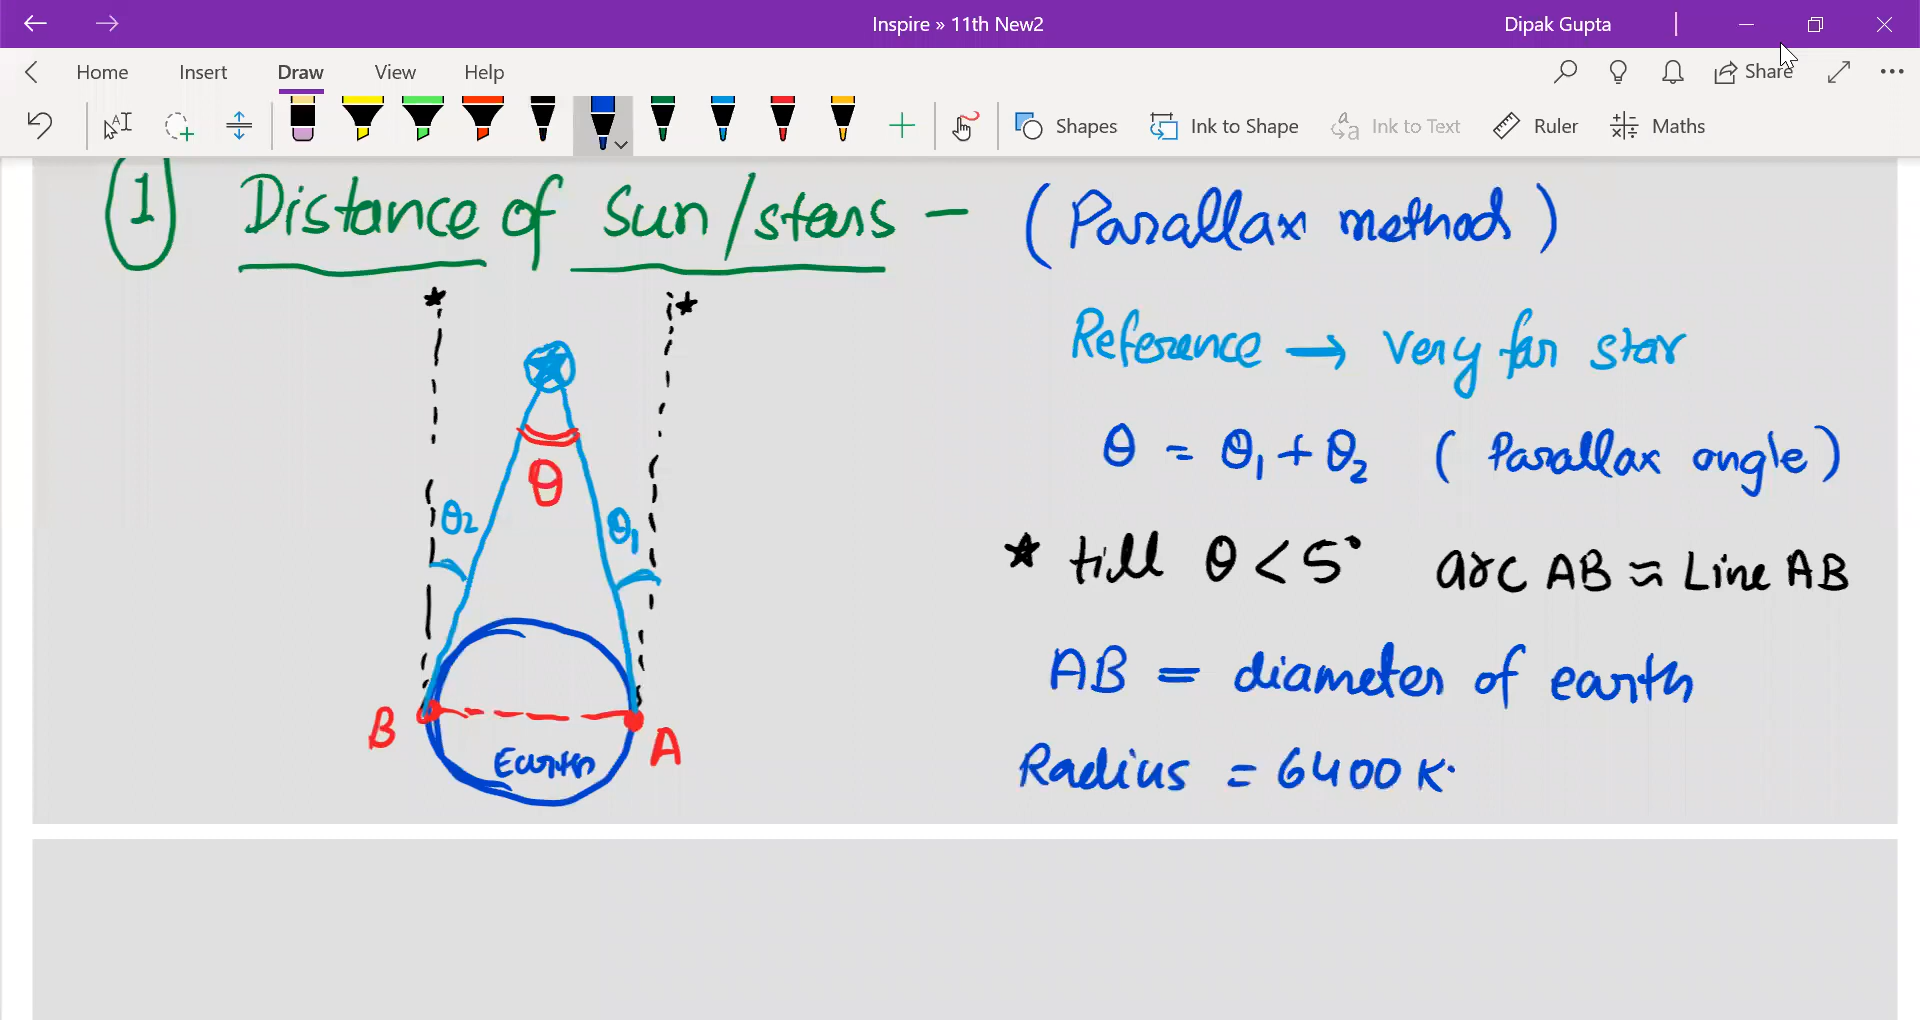 Inspire » 11th New2
Dipak Gupta
Home Insert Draw View Help
Share
Shapes Ink to Shape Ink to Text Ruler Maths
1 Distance of Sun/stars - (Parallax method)
* *
Reference → very far star
θ = θ1 + θ2 (Parallax angle)
θ
θ2 θ1
* till θ < 5° arc AB ≈ Line AB
AB = diameter of earth
B A
Earth
Radius = 6400 K.